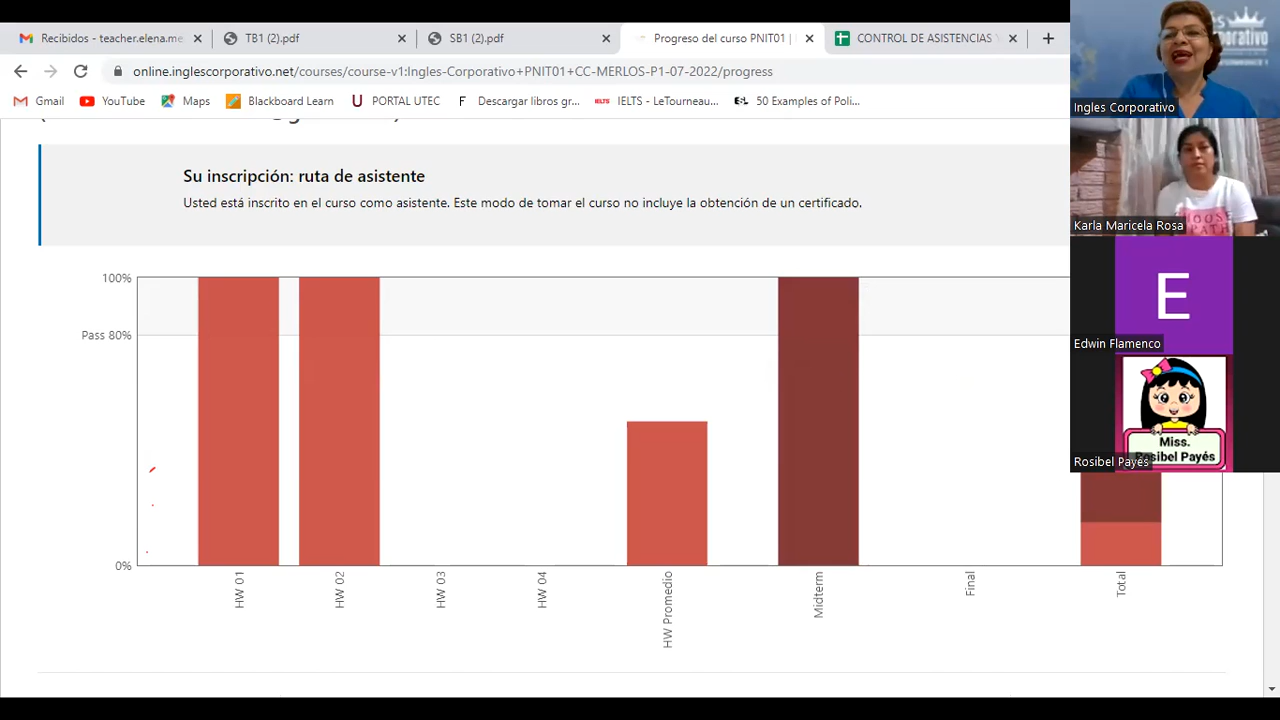 Recibidos - teacher.elena.me
TB1 (2).pdf
SB1 (2).pdf
Progreso del curso PNIT01 |
CONTROL DE ASISTENCIAS Y
online.inglescorporativo.net/courses/course-v1:Ingles-Corporativo+PNIT01+CC-MERLOS-P1-07-2022/progress
Gmail
YouTube
Maps
Blackboard Learn
PORTAL UTEC
Descargar libros gr...
IELTS - LeTourneau...
50 Examples of Poli...
Su inscripción: ruta de asistente
Usted está inscrito en el curso como asistente. Este modo de tomar el curso no incluye la obtención de un certificado.
100%
Pass 80%
0%
HW 01
HW 02
HW 03
HW 04
HW Promedio
Midterm
Final
Total
Ingles Corporativo
Karla Maricela Rosa
E
Edwin Flamenco
Miss.
Rosibel Payés
Rosibel Payés